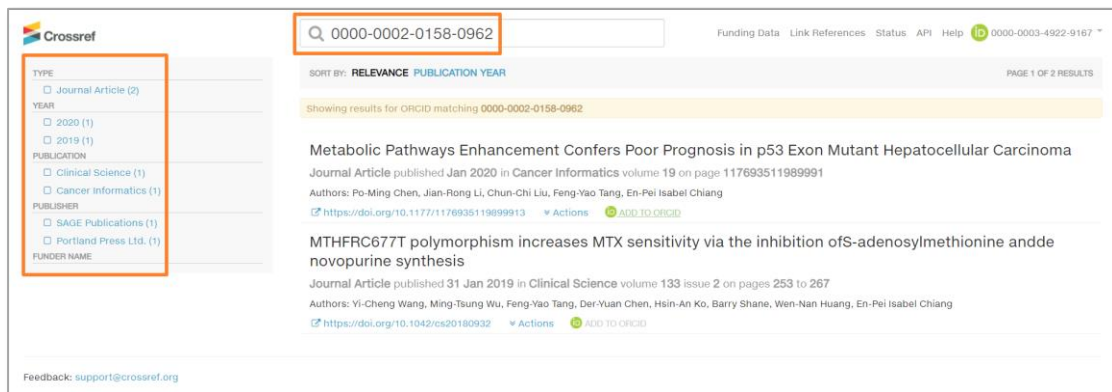 Crossref
0000-0002-0158-0962
Funding Data Link References Status API Help iD 0000-0003-4922-9167
TYPE
Journal Article (2)
YEAR
2020 (1)
2019 (1)
PUBLICATION
Clinical Science (1)
Cancer Informatics (1)
PUBLISHER
SAGE Publications (1)
Portland Press Ltd. (1)
FUNDER NAME
SORT BY: RELEVANCE PUBLICATION YEAR
PAGE 1 OF 2 RESULTS
Showing results for ORCID matching 0000-0002-0158-0962
Metabolic Pathways Enhancement Confers Poor Prognosis in p53 Exon Mutant Hepatocellular Carcinoma
Journal Article published Jan 2020 in Cancer Informatics volume 19 on page 117693511989991
Authors: Po-Ming Chen, Jian-Rong Li, Chun-Chi Liu, Feng-Yao Tang, En-Pei Isabel Chiang
https://doi.org/10.1177/1176935119899913 Actions iD ADD TO ORCID
MTHFRC677T polymorphism increases MTX sensitivity via the inhibition ofS-adenosylmethionine andde
novopurine synthesis
Journal Article published 31 Jan 2019 in Clinical Science volume 133 issue 2 on pages 253 to 267
Authors: Yi-Cheng Wang, Ming-Tsung Wu, Feng-Yao Tang, Der-Yuan Chen, Hsin-An Ko, Barry Shane, Wen-Nan Huang, En-Pei Isabel Chiang
https://doi.org/10.1042/cs20180932 Actions iD ADD TO ORCID
Feedback: support@crossref.org